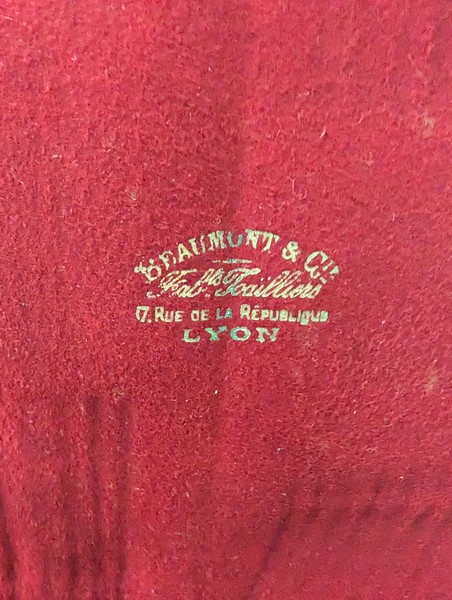 BEAUMONT & Cie
Fabts Joailliers
17, RUE DE LA RÉPUBLIQUE
LYON